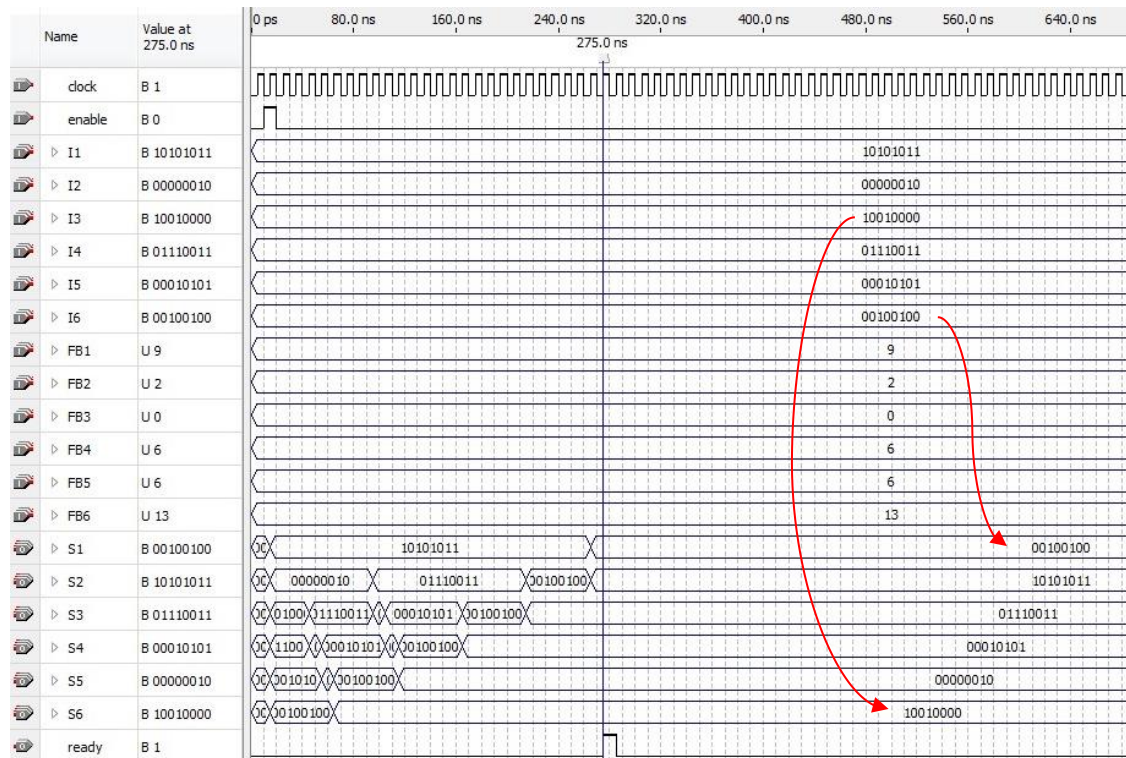 Name Value at 275.0 ns 0 ps 80.0 ns 160.0 ns 240.0 ns 320.0 ns 400.0 ns 480.0 ns 560.0 ns 640.0 ns
275.0 ns
clock B 1
enable B 0
I1 B 10101011 10101011
I2 B 00000010 00000010
I3 B 10010000 10010000
I4 B 01110011 01110011
I5 B 00010101 00010101
I6 B 00100100 00100100
FB1 U 9 9
FB2 U 2 2
FB3 U 0 0
FB4 U 6 6
FB5 U 6 6
FB6 U 13 13
S1 B 00100100 10101011 00100100
S2 B 10101011 00000010 01110011 00100100 10101011
S3 B 01110011 0100 01110011 00010101 00100100 01110011
S4 B 00010101 1100 00010101 00100100 00010101
S5 B 00000010 001010 00100100 00000010
S6 B 10010000 00100100 10010000
ready B 1